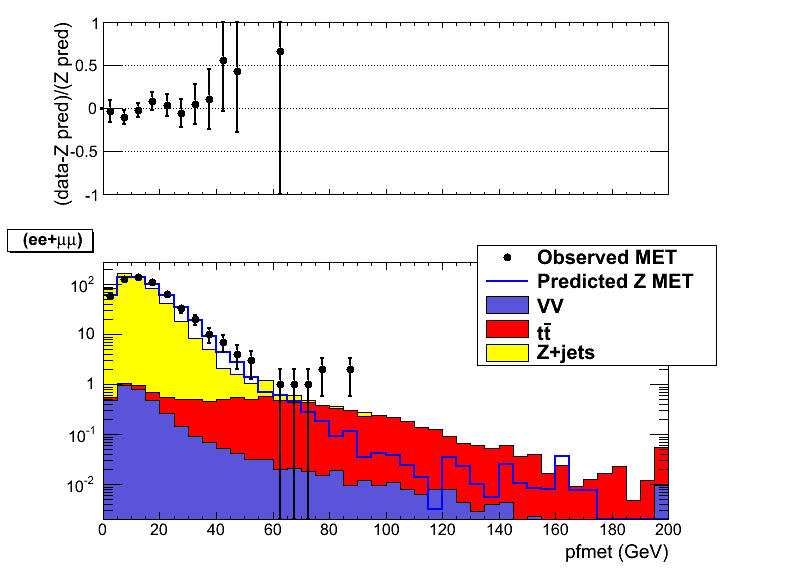 (data-Z pred)/(Z pred)
1
0.5
0
-0.5
-1
(ee+μμ)
Observed MET
Predicted Z MET
VV
tt̄
Z+jets
10²
10
1
10⁻¹
10⁻²
0 20 40 60 80 100 120 140 160 180 200
pfmet (GeV)